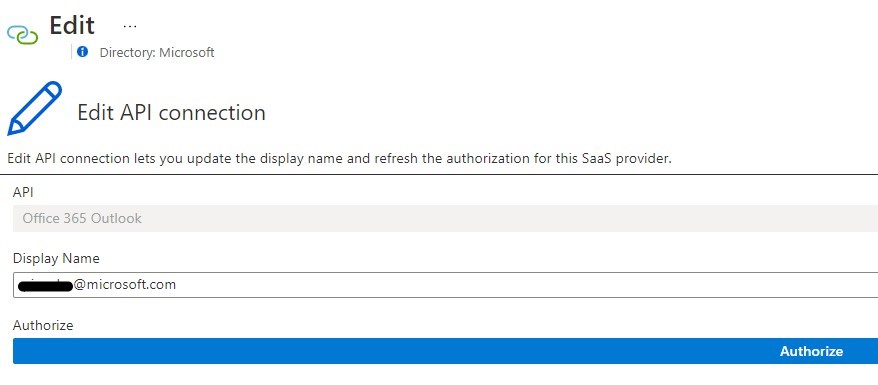 Edit ...
Directory: Microsoft
Edit API connection
Edit API connection lets you update the display name and refresh the authorization for this SaaS provider.
API
Office 365 Outlook
Display Name
@microsoft.com
Authorize
Authorize